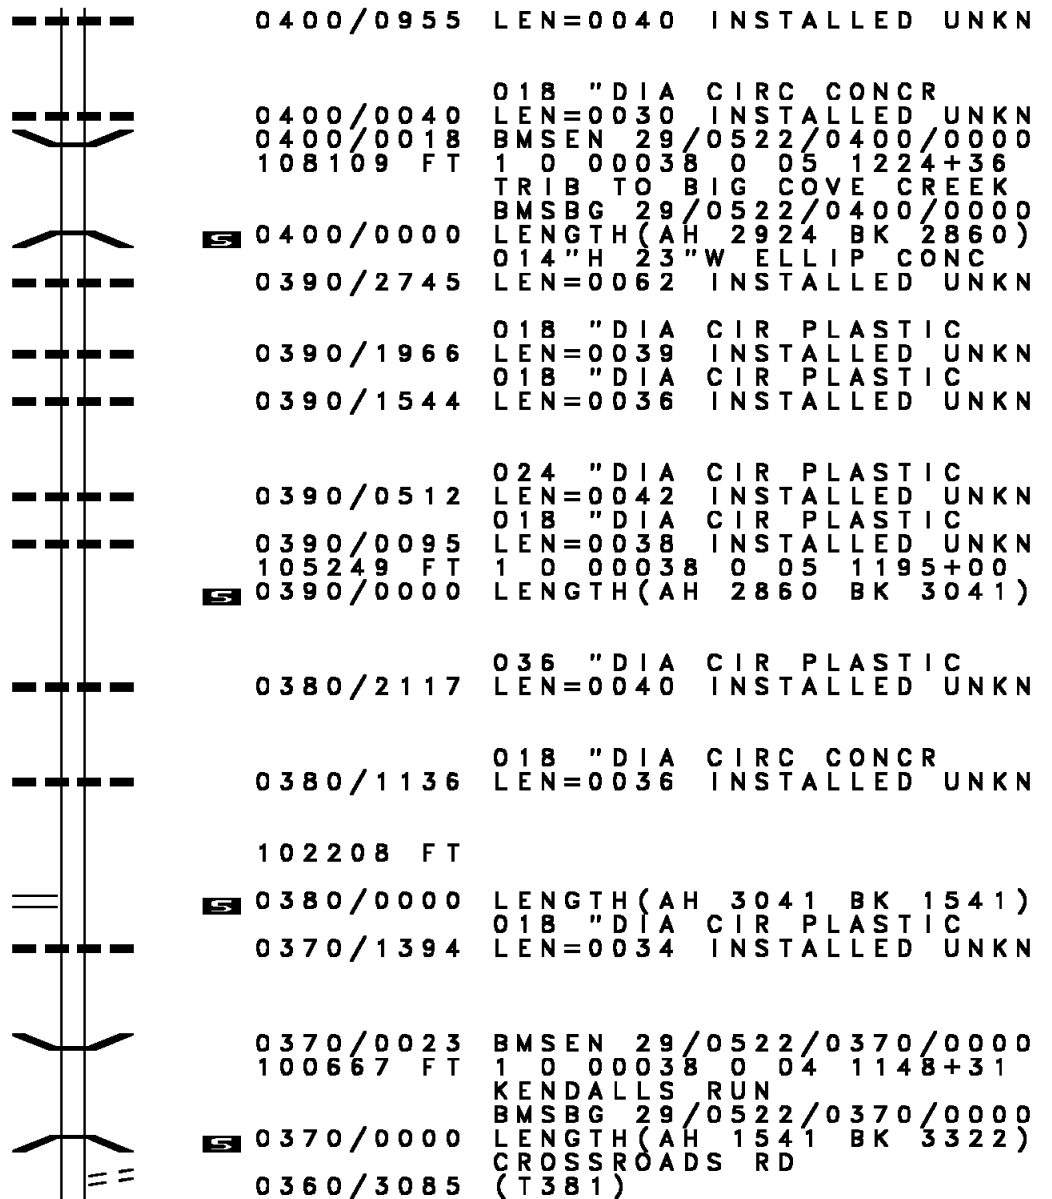 0400/0955 LEN=0040 INSTALLED UNKN
018 "DIA CIRC CONCR
0400/0040 LEN=0030 INSTALLED UNKN
0400/0018 BMSEN 29/0522/0400/0000
108109 FT 1 0 00038 0 05 1224+36
TRIB TO BIG COVE CREEK
BMSBG 29/0522/0400/0000
S 0400/0000 LENGTH(AH 2924 BK 2860)
014"H 23"W ELLIP CONC
0390/2745 LEN=0062 INSTALLED UNKN
018 "DIA CIR PLASTIC
0390/1966 LEN=0039 INSTALLED UNKN
018 "DIA CIR PLASTIC
0390/1544 LEN=0036 INSTALLED UNKN
024 "DIA CIR PLASTIC
0390/0512 LEN=0042 INSTALLED UNKN
018 "DIA CIR PLASTIC
0390/0095 LEN=0038 INSTALLED UNKN
105249 FT 1 0 00038 0 05 1195+00
S 0390/0000 LENGTH(AH 2860 BK 3041)
036 "DIA CIR PLASTIC
0380/2117 LEN=0040 INSTALLED UNKN
018 "DIA CIRC CONCR
0380/1136 LEN=0036 INSTALLED UNKN
102208 FT
S 0380/0000 LENGTH(AH 3041 BK 1541)
018 "DIA CIR PLASTIC
0370/1394 LEN=0034 INSTALLED UNKN
0370/0023 BMSEN 29/0522/0370/0000
100667 FT 1 0 00038 0 04 1148+31
KENDALLS RUN
BMSBG 29/0522/0370/0000
S 0370/0000 LENGTH(AH 1541 BK 3322)
CROSSROADS RD
0360/3085 (T381)